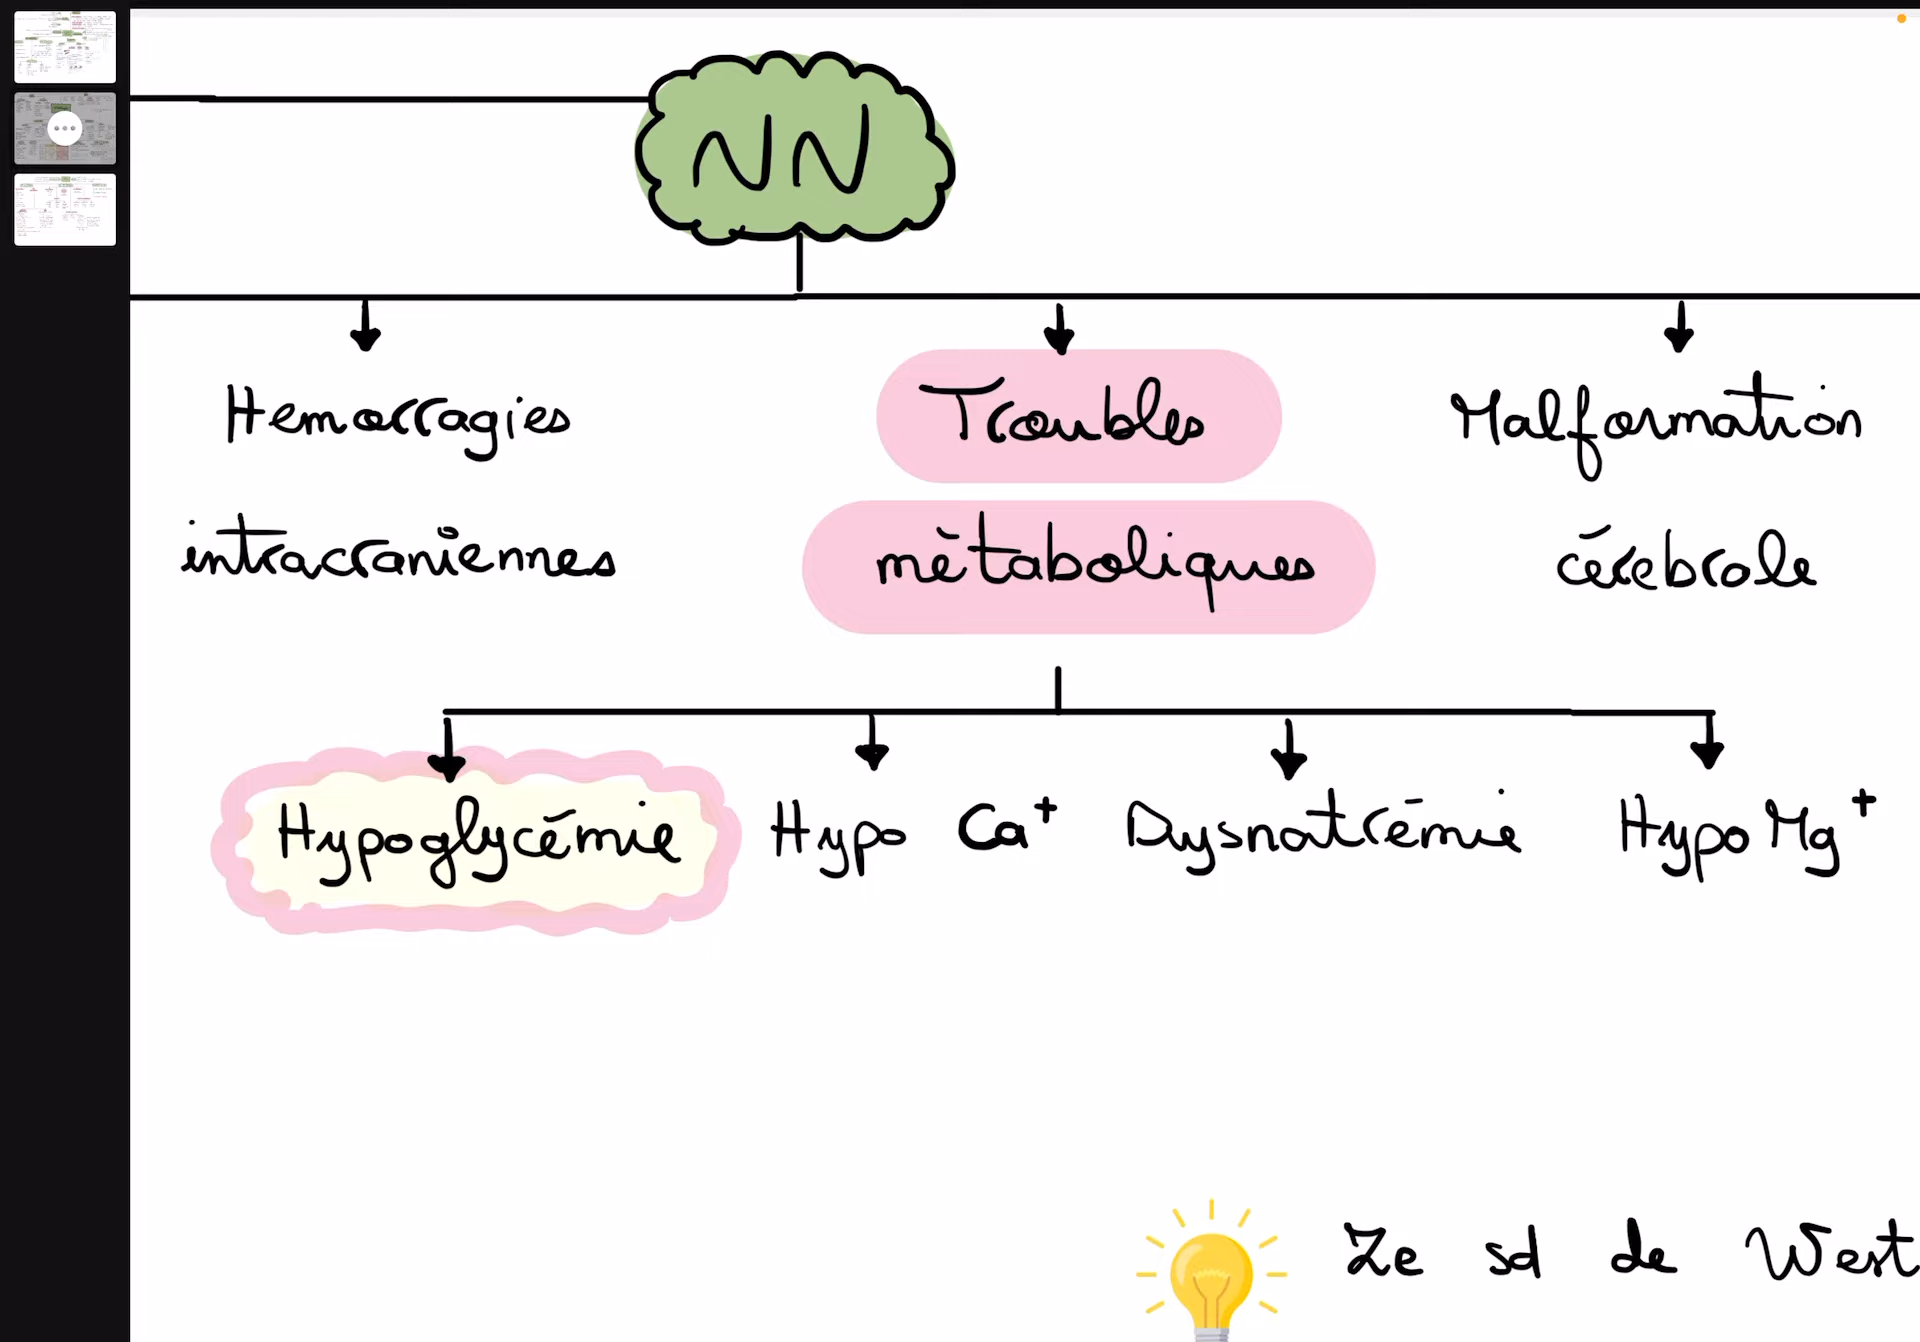 NN
Hemorragies
intracraniennes
Troubles
mètaboliques
Malformation
cérébrale
Hypoglycémie
Hypo Ca⁺
Dysnatrémie
Hypo Mg⁺
Le sd de West